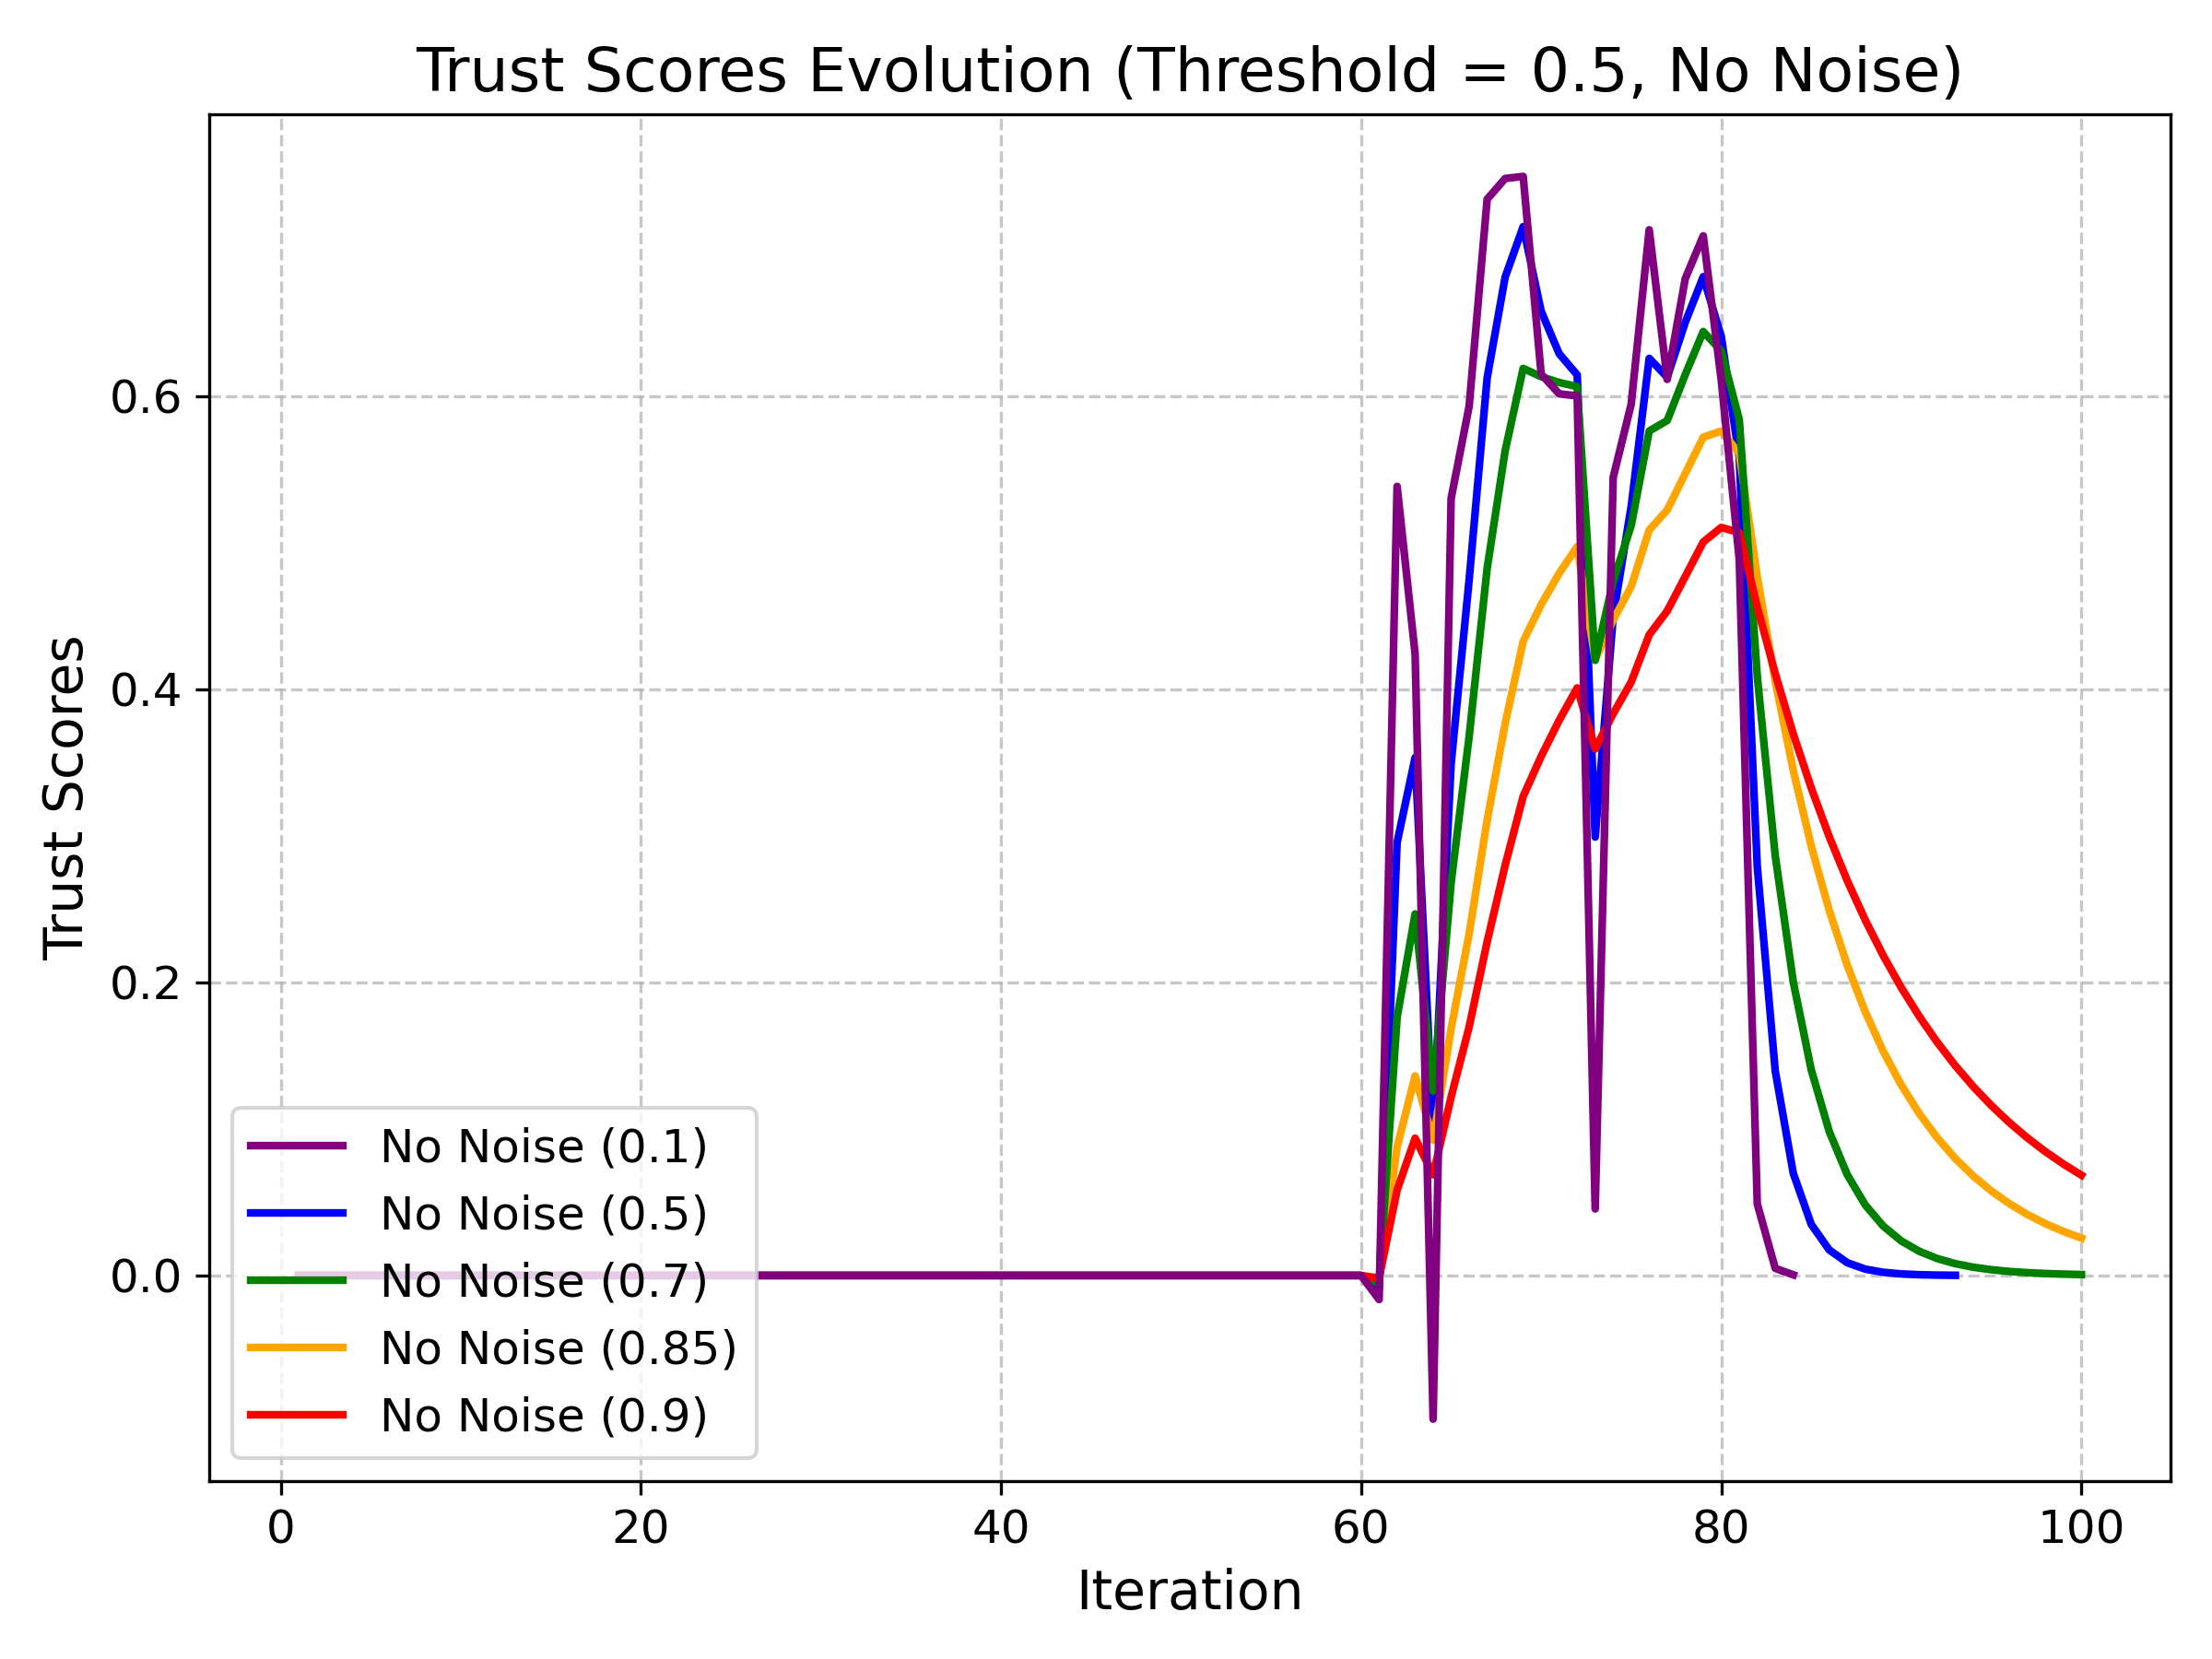 Trust Scores Evolution (Threshold = 0.5, No Noise)
Trust Scores
0.6
0.4
0.2
0.0
No Noise (0.1)
No Noise (0.5)
No Noise (0.7)
No Noise (0.85)
No Noise (0.9)
0 20 40 60 80 100
Iteration